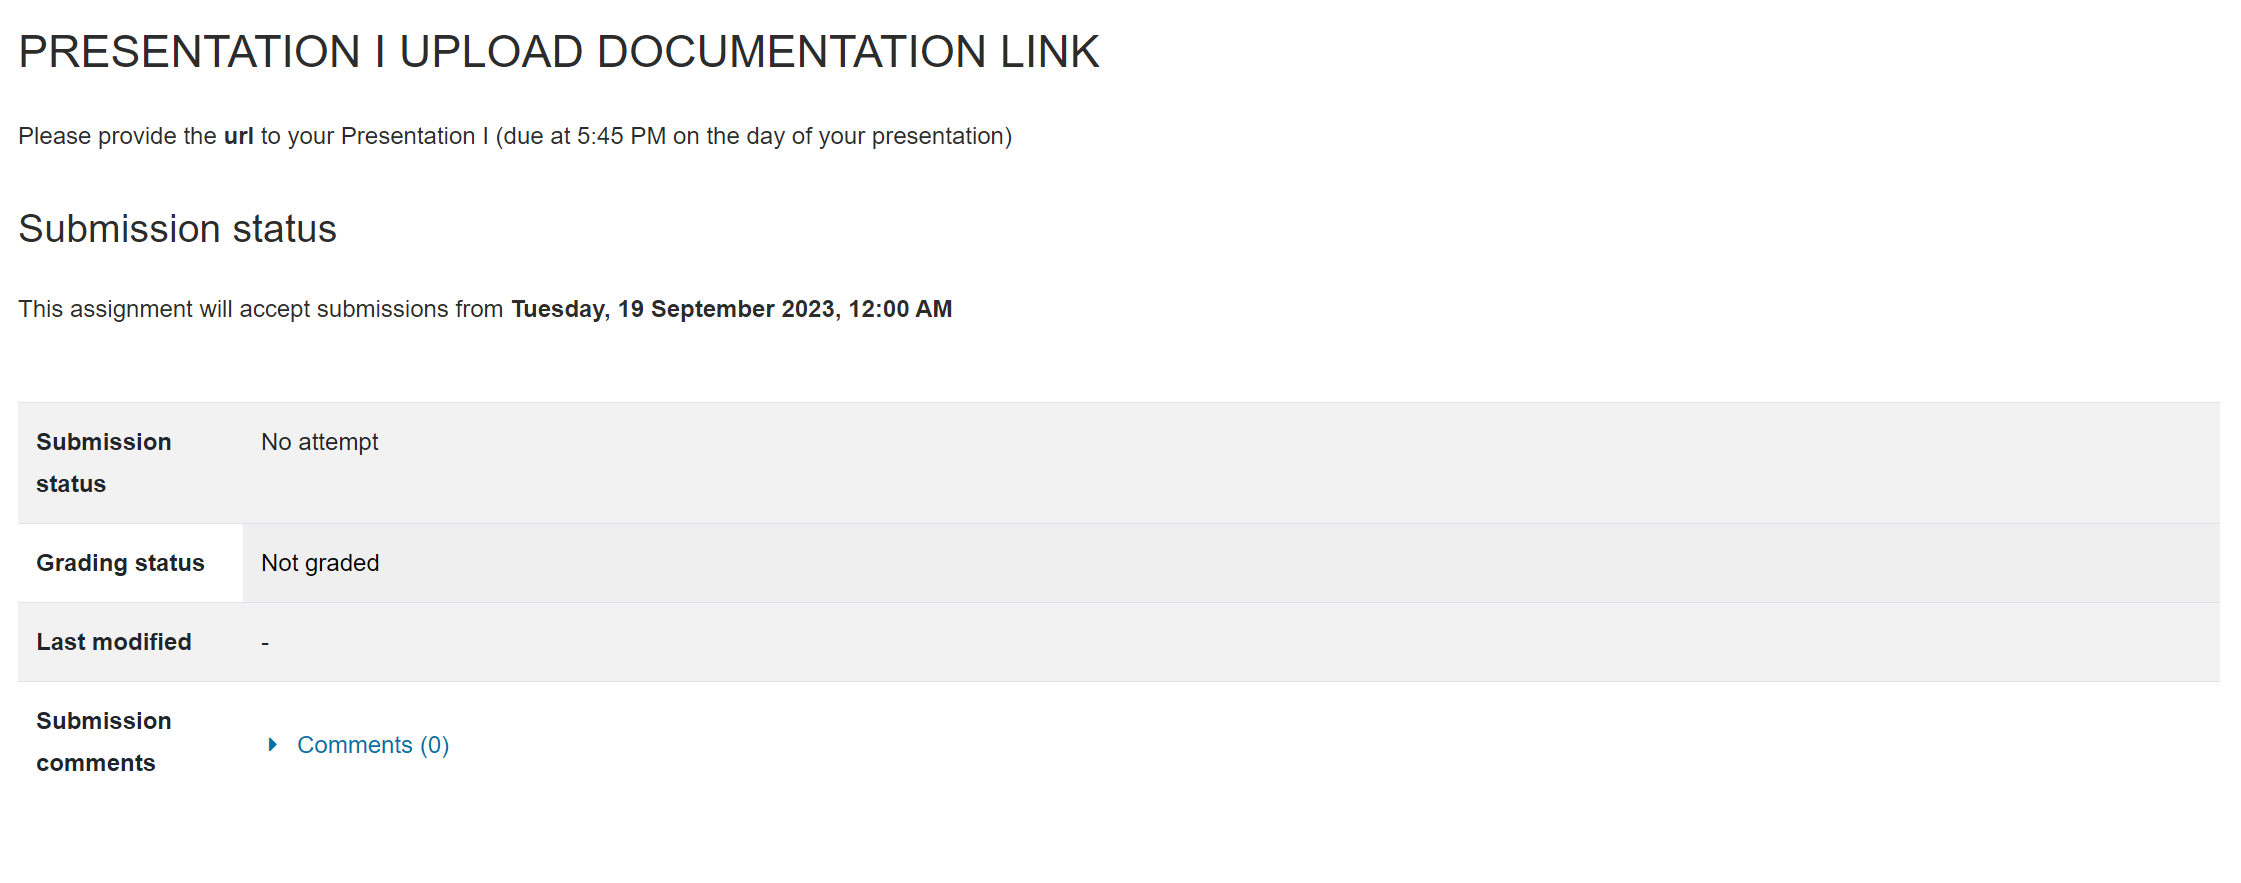 PRESENTATION I UPLOAD DOCUMENTATION LINK
Please provide the url to your Presentation I (due at 5:45 PM on the day of your presentation)
Submission status
This assignment will accept submissions from Tuesday, 19 September 2023, 12:00 AM
Submission status
No attempt
Grading status
Not graded
Last modified
-
Submission comments
Comments (0)